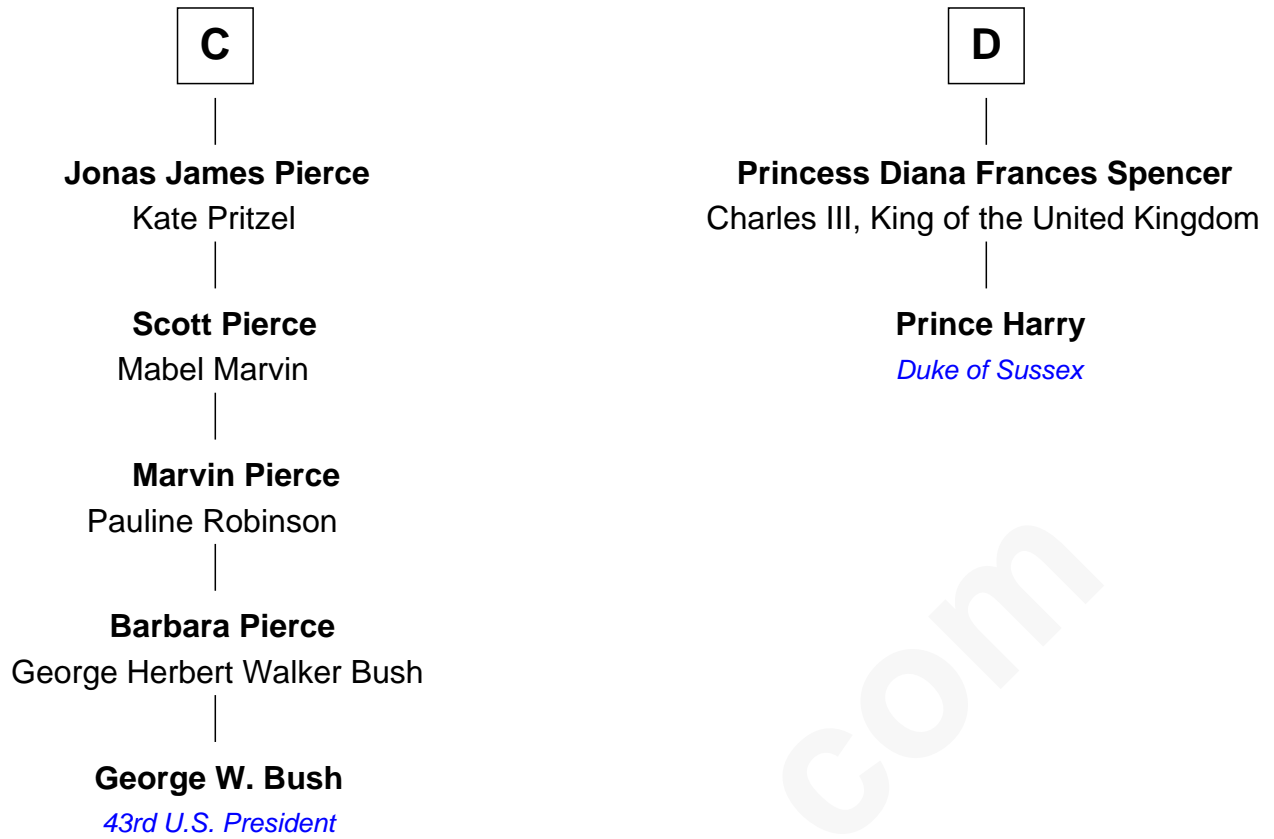 C
Jonas James Pierce
Kate Pritzel
Scott Pierce
Mabel Marvin
Marvin Pierce
Pauline Robinson
Barbara Pierce
George Herbert Walker Bush
George W. Bush
43rd U.S. President
D
Princess Diana Frances Spencer
Charles III, King of the United Kingdom
Prince Harry
Duke of Sussex
com